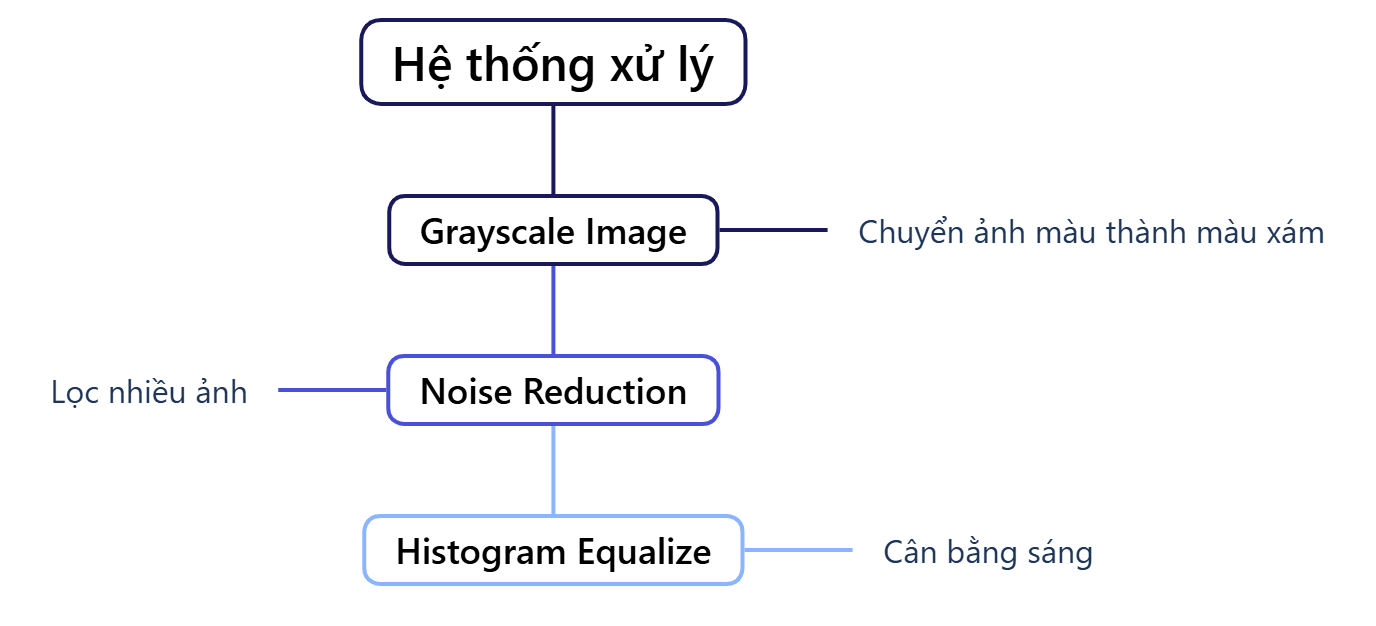 Hệ thống xử lý
Grayscale Image
Chuyển ảnh màu thành màu xám
Lọc nhiều ảnh
Noise Reduction
Histogram Equalize
Cân bằng sáng